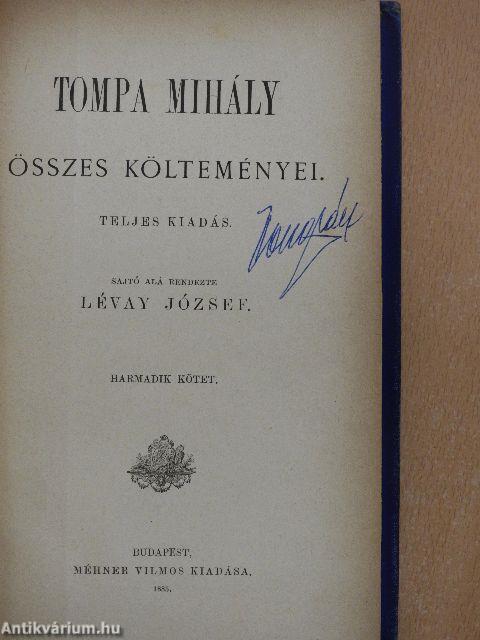 TOMPA MIHÁLY
ÖSSZES KÖLTEMÉNYEI.
TELJES KIADÁS.
SAJTÓ ALÁ RENDEZTE
LÉVAY JÓZSEF.
HARMADIK KÖTET.
BUDAPEST,
MÉHNER VILMOS KIADÁSA.
1885.
Antikvárium.hu